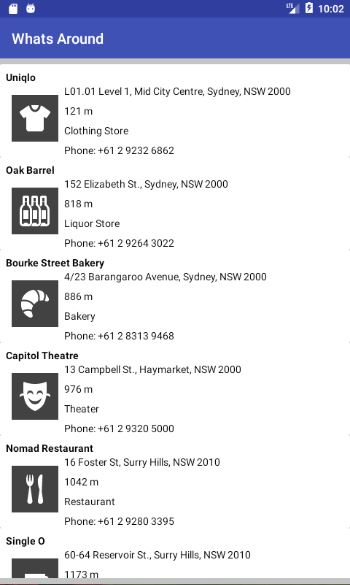 LTE 10:02
Whats Around
Uniqlo
L01.01 Level 1, Mid City Centre, Sydney, NSW 2000
121 m
Clothing Store
Phone: +61 2 9232 6862
Oak Barrel
152 Elizabeth St., Sydney, NSW 2000
818 m
Liquor Store
Phone: +61 2 9264 3022
Bourke Street Bakery
4/23 Barangaroo Avenue, Sydney, NSW 2000
886 m
Bakery
Phone: +61 2 8313 9468
Capitol Theatre
13 Campbell St., Haymarket, NSW 2000
976 m
Theater
Phone: +61 2 9320 5000
Nomad Restaurant
16 Foster St, Surry Hills, NSW 2010
1042 m
Restaurant
Phone: +61 2 9280 3395
Single O
60-64 Reservoir St., Surry Hills, NSW 2010
1173 m